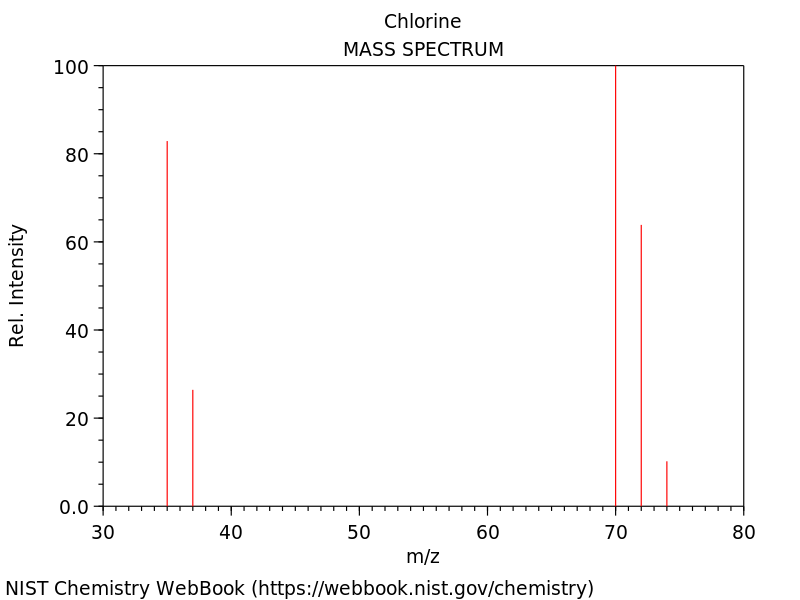 Chlorine
MASS SPECTRUM
100
80
60
40
20
0.0
Rel. Intensity
30 40 50 60 70 80
m/z
NIST Chemistry WebBook (https://webbook.nist.gov/chemistry)